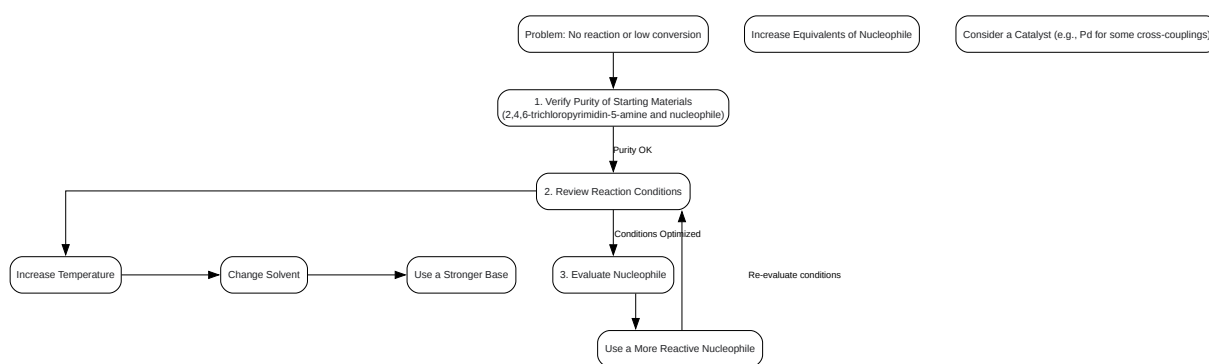 Problem: No reaction or low conversion
Increase Equivalents of Nucleophile
Consider a Catalyst (e.g., Pd for some cross-couplings)
1. Verify Purity of Starting Materials
(2,4,6-trichloropyrimidin-5-amine and nucleophile)
Purity OK
2. Review Reaction Conditions
Conditions Optimized
Increase Temperature
Change Solvent
Use a Stronger Base
3. Evaluate Nucleophile
Re-evaluate conditions
Use a More Reactive Nucleophile